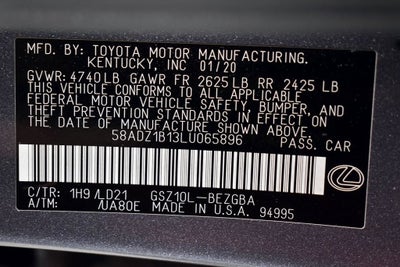 MFD. BY: TOYOTA MOTOR MANUFACTURING.
KENTUCKY, INC 01/20
GVWR: 4740LB GAWR FR 2625 LB RR 2425 LB
THIS VEHICLE CONFORMS TO ALL APPLICABLE
FEDERAL MOTOR VEHICLE SAFETY, BUMPER, AND
THEFT PREVENTION STANDARDS IN EFFECT ON
THE DATE OF MANUFACTURE SHOWN ABOVE.
58ADZ1B13LU065896 PASS. CAR
C/TR: 1H9 /LD21 GSZ10L-BEZGBA
A/TM: /UA80E MADE IN U.S.A. 94995